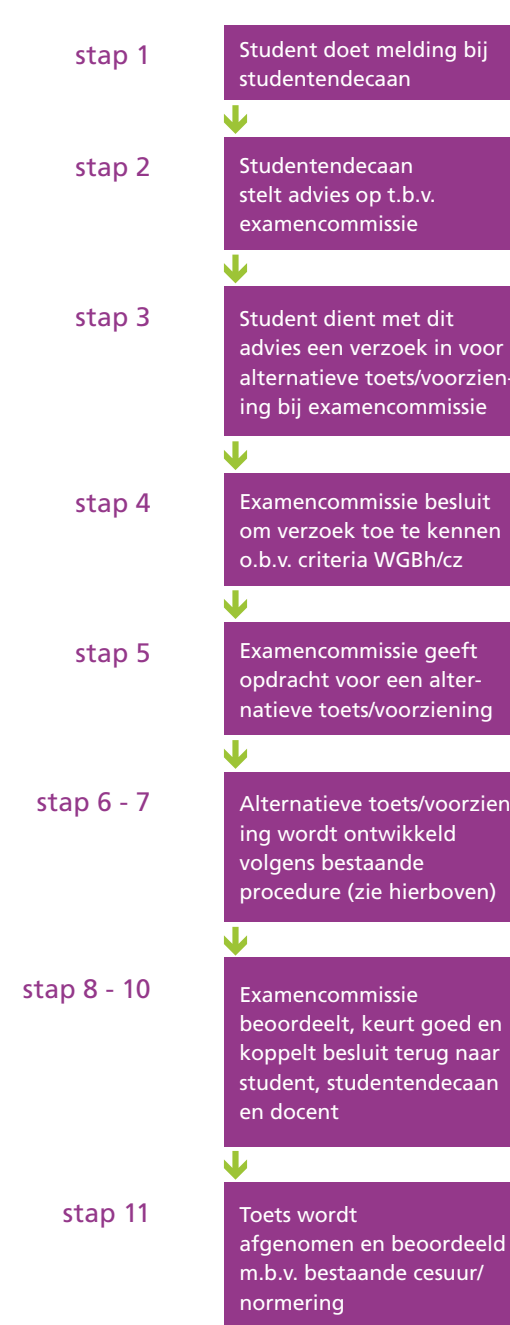 stap 1
Student doet melding bij
studentendecaan
stap 2
Studentendecaan
stelt advies op t.b.v.
examencommissie
stap 3
Student dient met dit
advies een verzoek in voor
alternatieve toets/voorzien-
ing bij examencommissie
stap 4
Examencommissie besluit
om verzoek toe te kennen
o.b.v. criteria WGBh/cz
stap 5
Examencommissie geeft
opdracht voor een alter-
natieve toets/voorziening
stap 6 - 7
Alternatieve toets/voorzien
ing wordt ontwikkeld
volgens bestaande
procedure (zie hierboven)
stap 8 - 10
Examencommissie
beoordeelt, keurt goed en
koppelt besluit terug naar
student, studentendecaan
en docent
stap 11
Toets wordt
afgenomen en beoordeeld
m.b.v. bestaande cesuur/
normering